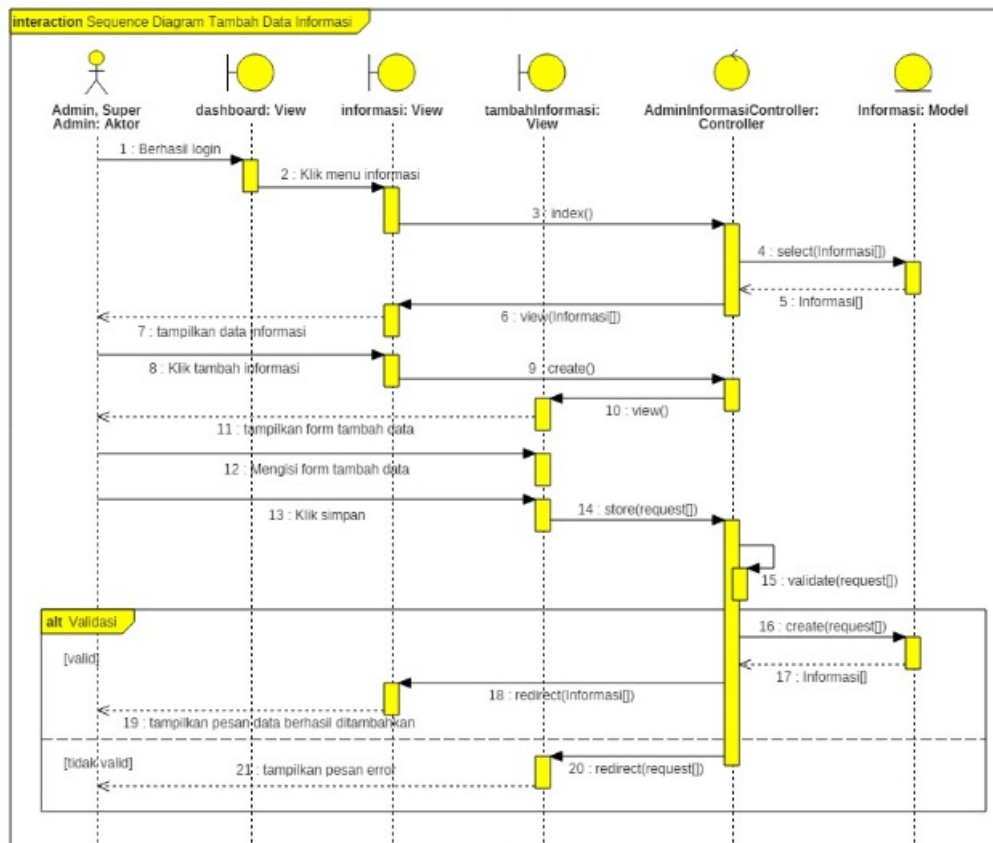 interaction Sequence Diagram Tambah Data Informasi
Admin, Super
Admin: Aktor
dashboard: View
informasi: View
tambahInformasi:
View
AdminInformasiController:
Controller
Informasi: Model
1 : Berhasil login
2 : Klik menu informasi
3 : index()
4 : select(Informasi[])
5 : Informasi[]
6 : view(Informasi[])
7 : tampilkan data informasi
8 : Klik tambah informasi
9 : create()
10 : view()
11 : tampilkan form tambah data
12 : Mengisi form tambah data
13 : Klik simpan
14 : store(request[])
15 : validate(request[])
alt Validasi
16 : create(request[])
[valid]
17 : Informasi[]
18 : redirect(Informasi[])
19 : tampilkan pesan data berhasil ditambahkan
[tidak valid]
20 : redirect(request[])
21 : tampilkan pesan error